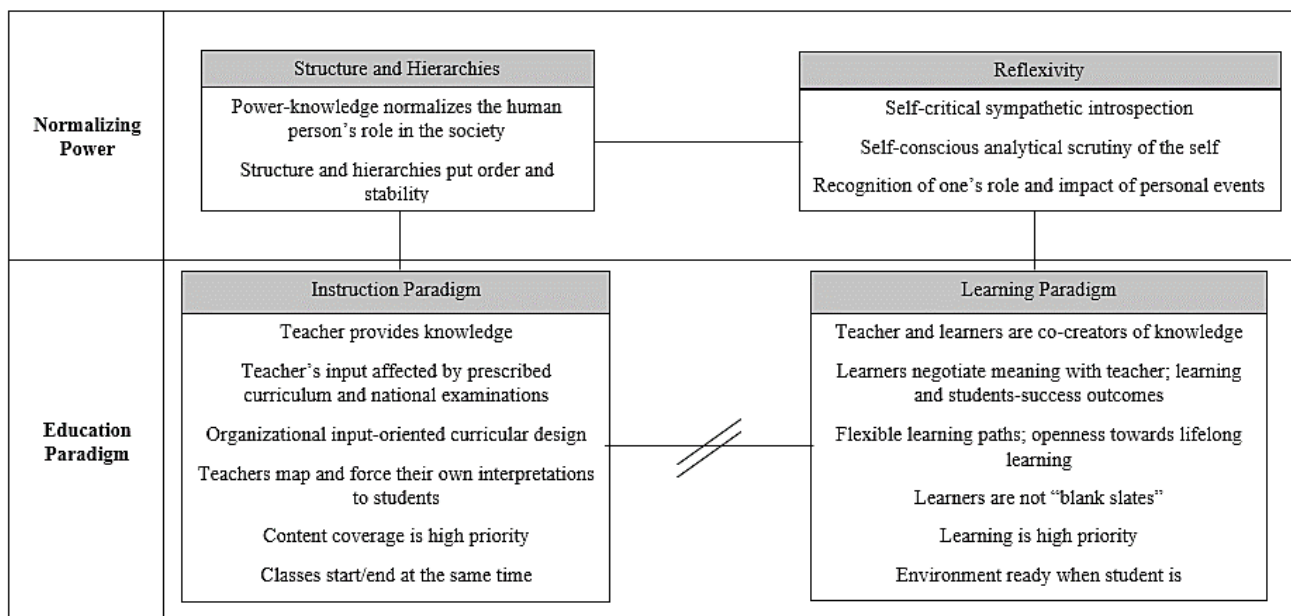 Normalizing
Power
Structure and Hierarchies
Power-knowledge normalizes the human
person’s role in the society
Structure and hierarchies put order and
stability
Reflexivity
Self-critical sympathetic introspection
Self-conscious analytical scrutiny of the self
Recognition of one’s role and impact of personal events
Education
Paradigm
Instruction Paradigm
Teacher provides knowledge
Teacher’s input affected by prescribed
curriculum and national examinations
Organizational input-oriented curricular design
Teachers map and force their own interpretations
to students
Content coverage is high priority
Classes start/end at the same time
Learning Paradigm
Teacher and learners are co-creators of knowledge
Learners negotiate meaning with teacher; learning
and students-success outcomes
Flexible learning paths; openness towards lifelong
learning
Learners are not “blank slates”
Learning is high priority
Environment ready when student is